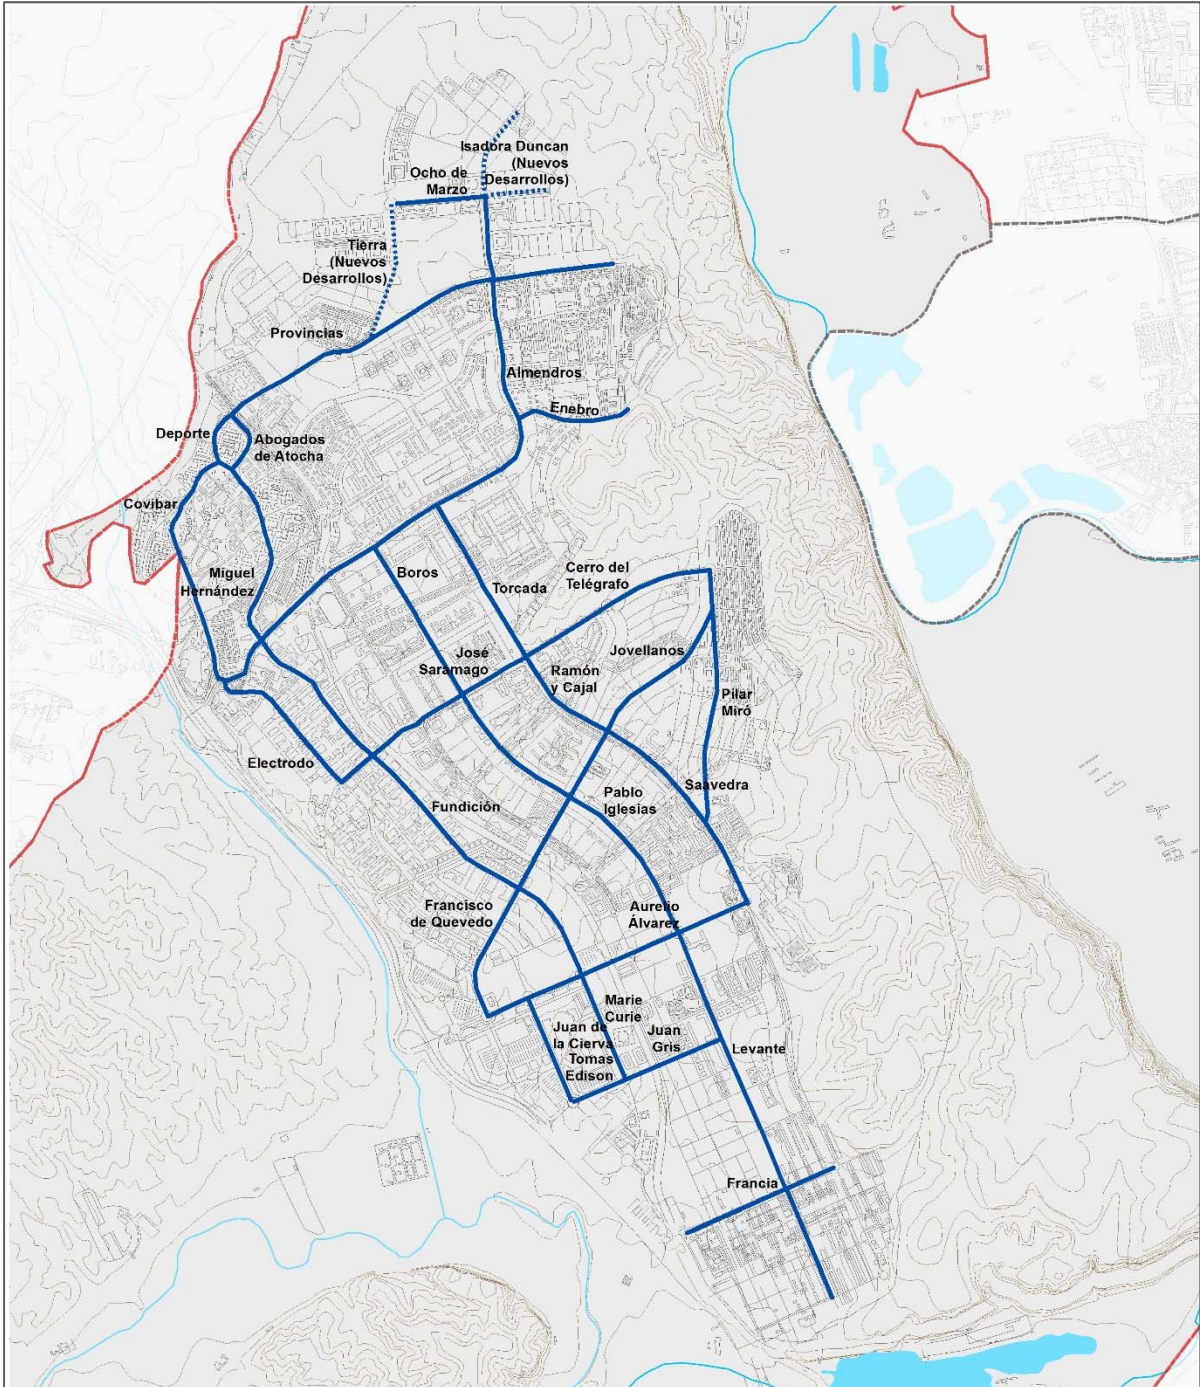 Isadora Duncan
(Nuevos
Desarrollos)
Ocho de
Marzo
Tierra
(Nuevos
Desarrollos)
Provincias
Almendros
Enebro
Deporte
Abogados
de Atocha
Covibar
Miguel
Hernández
Boros
Torcada
Cerro del
Telégrafo
José
Saramago
Ramón
y Cajal
Jovellanos
Pilar
Miró
Electrodo
Fundición
Pablo
Iglesias
Saavedra
Francisco
de Quevedo
Aurelio
Álvarez
Marie
Curie
Juan de
la Cierva
Tomas
Edison
Juan
Gris
Levante
Francia